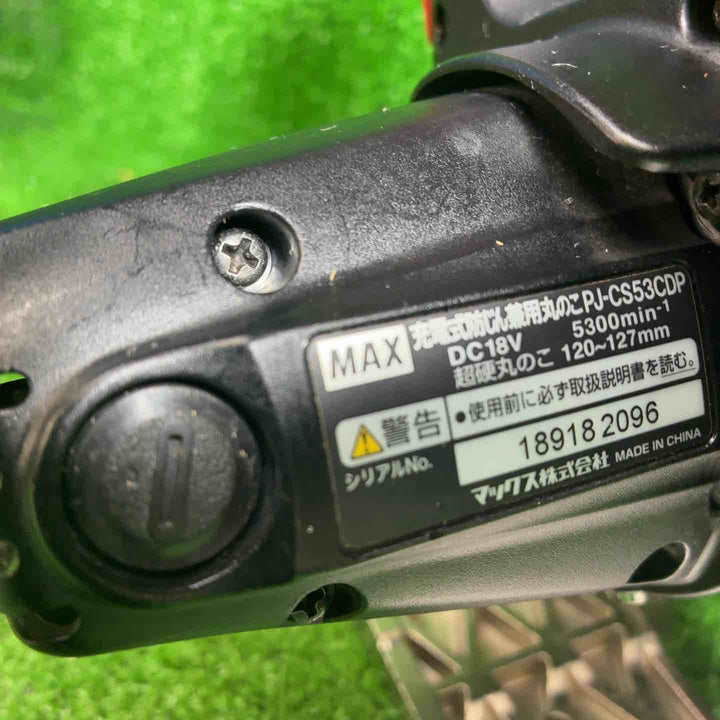 MAX 充電式防じん兼用丸のこ PJ-CS53CDP
DC18V 5300min⁻¹
超硬丸のこ 120~127mm
警告 •使用前に必ず取扱説明書を読む。
シリアルNo. 18918 2096
マックス株式会社 MADE IN CHINA